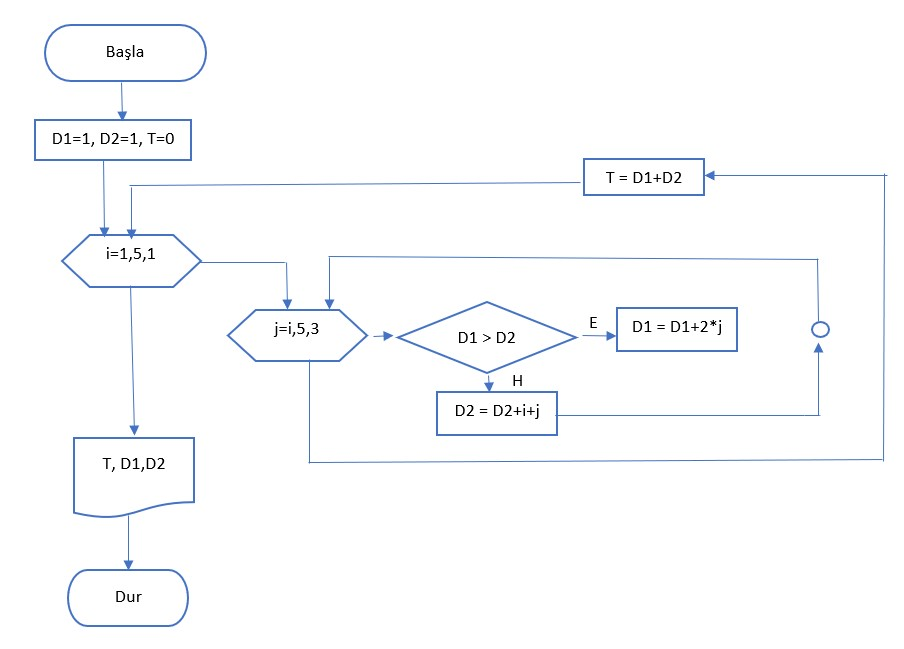 Başla
D1=1, D2=1, T=0
T = D1+D2
i=1,5,1
j=i,5,3
D1 > D2
E
D1 = D1+2*j
H
D2 = D2+i+j
T, D1,D2
Dur